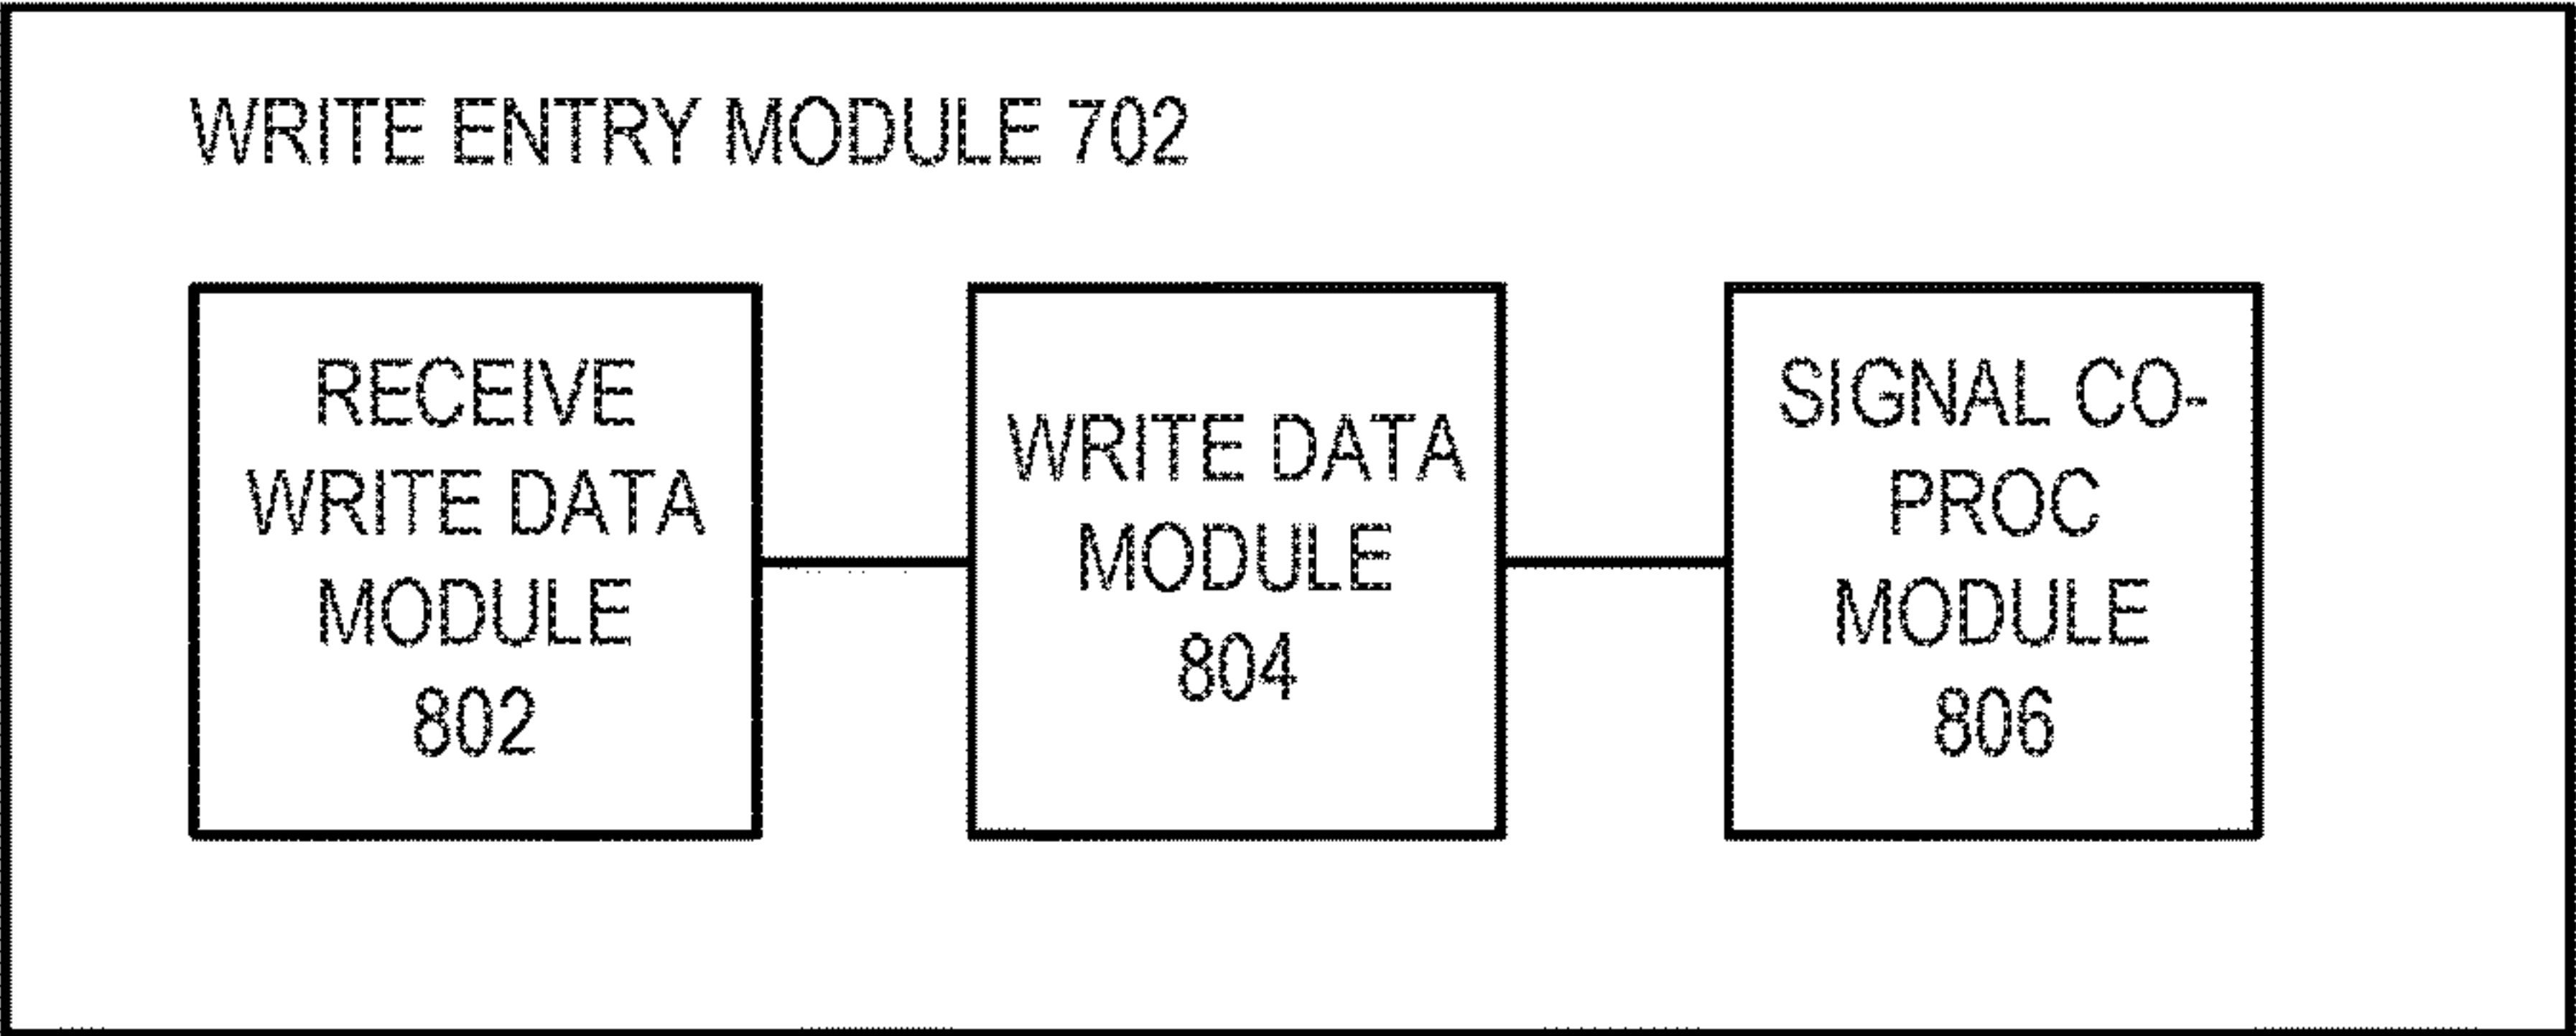 WRITE ENTRY MODULE 702
RECEIVE
WRITE DATA
MODULE
802
WRITE DATA
MODULE
804
SIGNAL CO-
PROC
MODULE
806